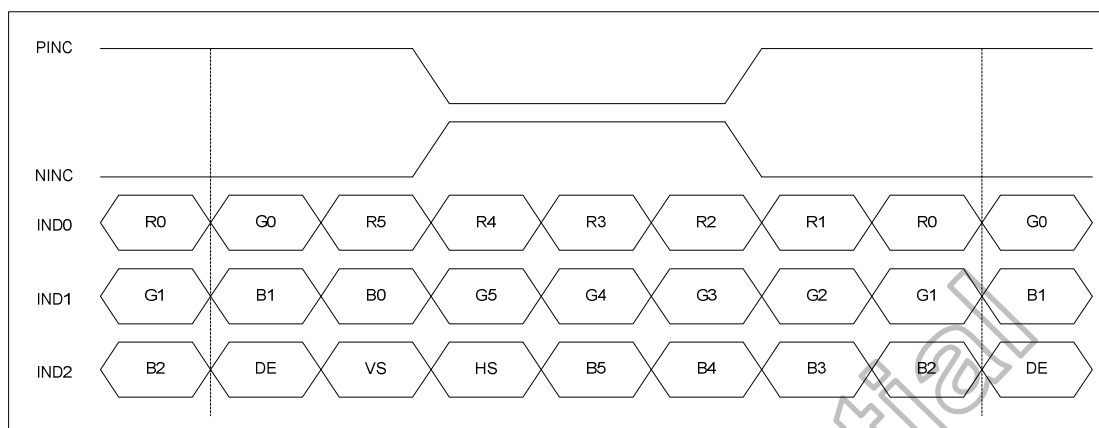 PINC
NINC
IND0 R0 G0 R5 R4 R3 R2 R1 R0 G0
IND1 G1 B1 B0 G5 G4 G3 G2 G1 B1
IND2 B2 DE VS HS B5 B4 B3 B2 DE
tial